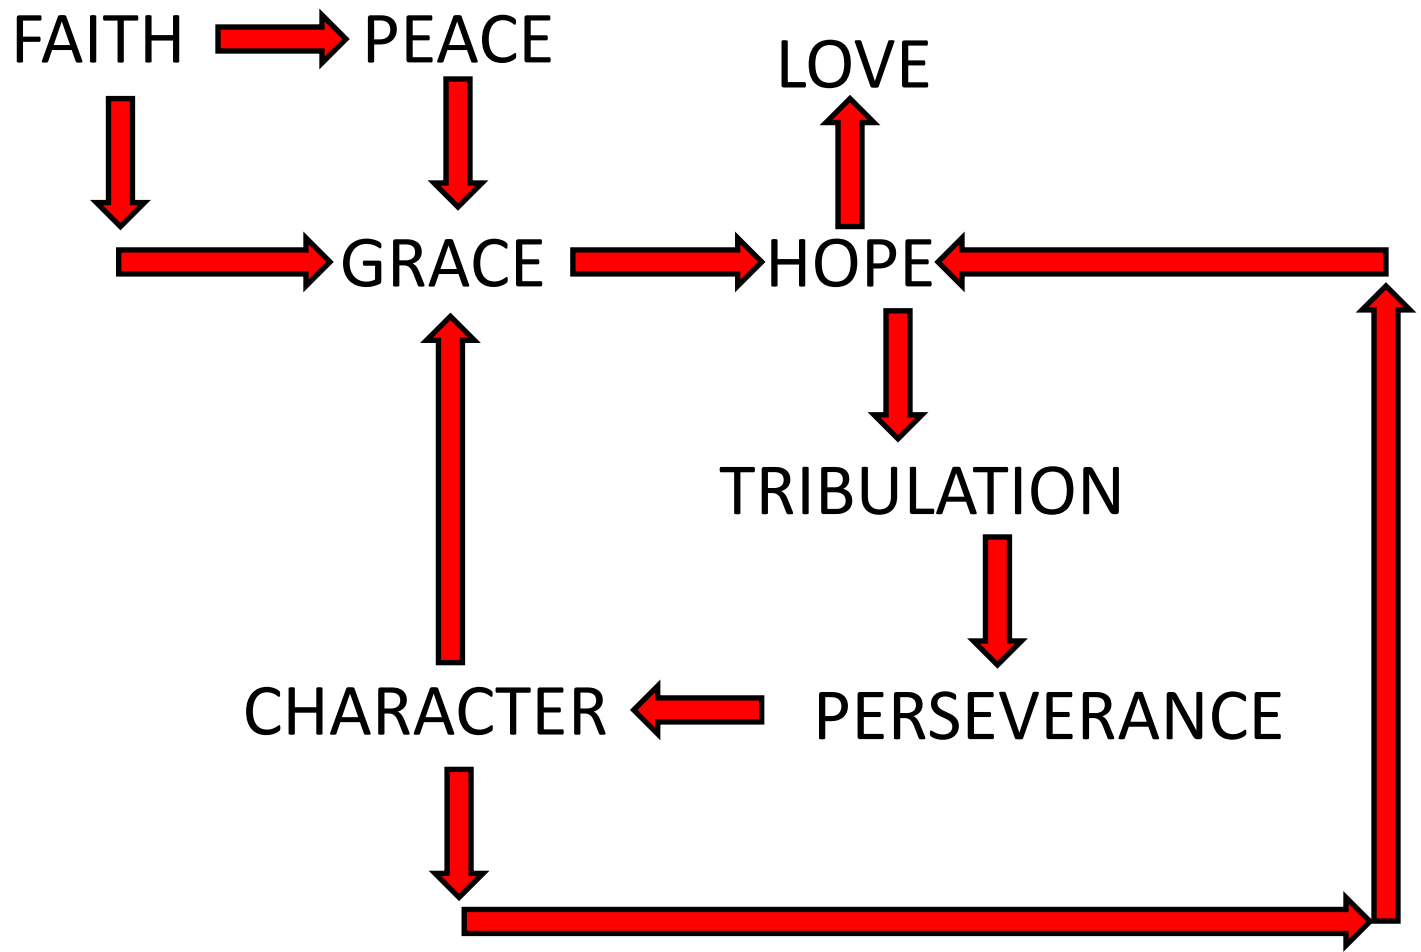 FAITH
PEACE
LOVE
GRACE
HOPE
TRIBULATION
CHARACTER
PERSEVERANCE